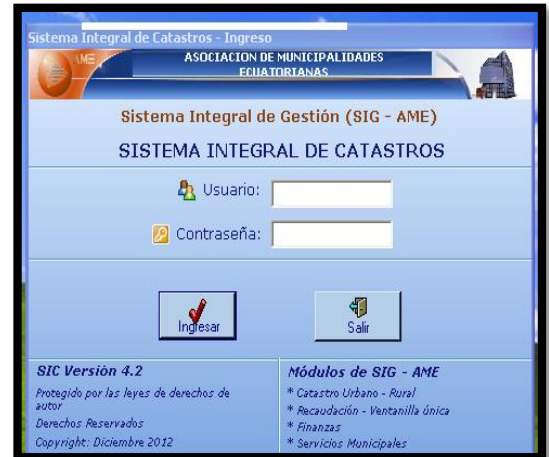 Sistema Integral de Catastros - Ingreso
AME
ASOCIACION DE MUNICIPALIDADES
ECUATORIANAS
Sistema Integral de Gestión (SIG - AME)
SISTEMA INTEGRAL DE CATASTROS
Usuario:
Contraseña:
Ingresar
Salir
SIC Versión 4.2
Protegido por las leyes de derechos de
autor
Derechos Reservados
Copyright: Diciembre 2012
Módulos de SIG - AME
* Catastro Urbano - Rural
* Recaudación - Ventanilla única
* Finanzas
* Servicios Municipales